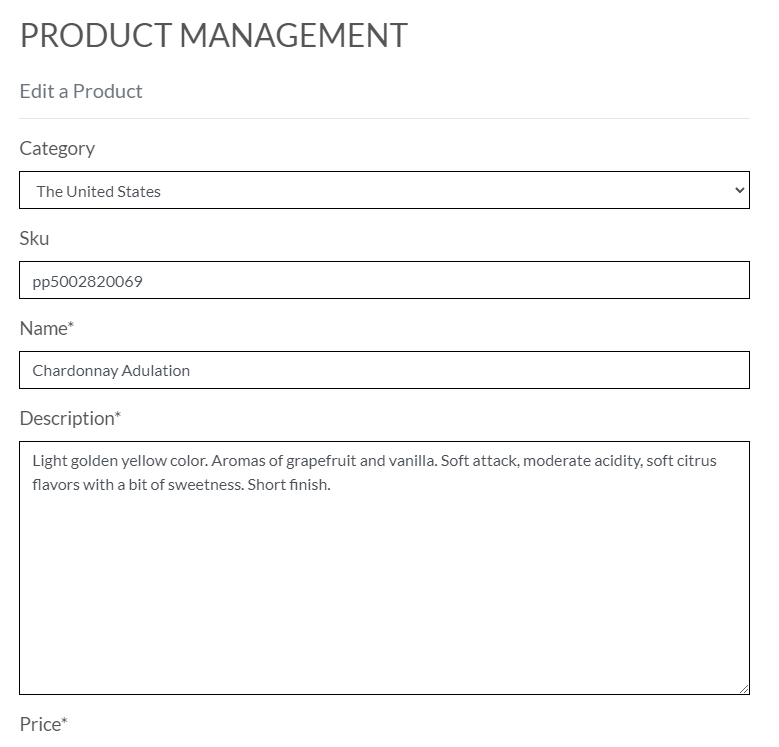 PRODUCT MANAGEMENT
Edit a Product
Category
The United States
Sku
pp5002820069
Name*
Chardonnay Adulation
Description*
Light golden yellow color. Aromas of grapefruit and vanilla. Soft attack, moderate acidity, soft citrus
flavors with a bit of sweetness. Short finish.
Price*